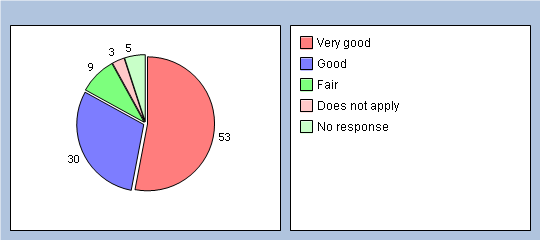 5
3
9
30
53
Very good
Good
Fair
Does not apply
No response